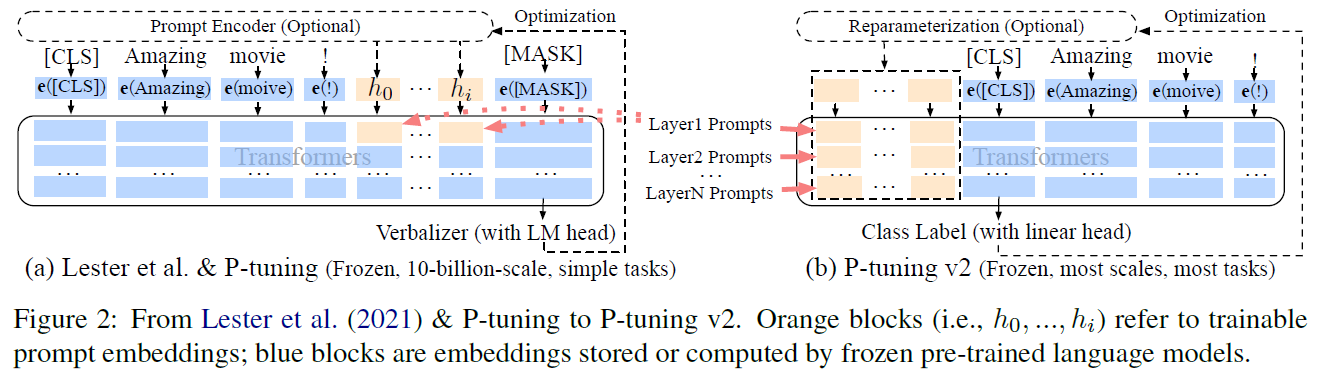 Prompt Encoder (Optional)
Optimization
[CLS] Amazing movie ! [MASK]
e([CLS]) e(Amazing) e(moive) e(!) h0 ... hi e([MASK])
Transformers
...
... ... ... ... ... ... ...
Verbalizer (with LM head)
(a) Lester et al. & P-tuning (Frozen, 10-billion-scale, simple tasks)
Layer1 Prompts
Layer2 Prompts
...
LayerN Prompts
Reparameterization (Optional)
Optimization
[CLS] Amazing movie !
... e([CLS]) e(Amazing) e(moive) e(!)
...
Transformers
... ... ... ... ... ...
...
Class Label (with linear head)
(b) P-tuning v2 (Frozen, most scales, most tasks)
Figure 2: From Lester et al. (2021) & P-tuning to P-tuning v2. Orange blocks (i.e., h0, ..., hi) refer to trainable
prompt embeddings; blue blocks are embeddings stored or computed by frozen pre-trained language models.